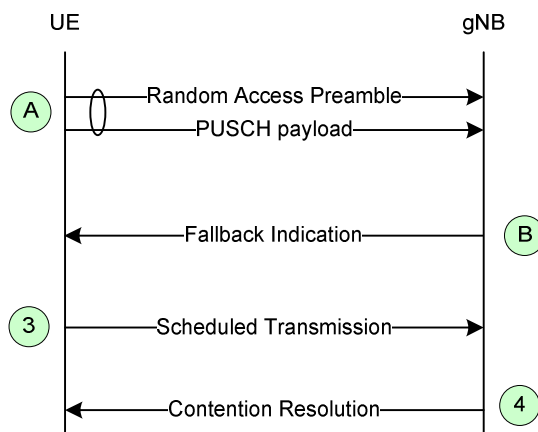 UE
gNB
A
Random Access Preamble
PUSCH payload
Fallback Indication
B
3
Scheduled Transmission
Contention Resolution
4